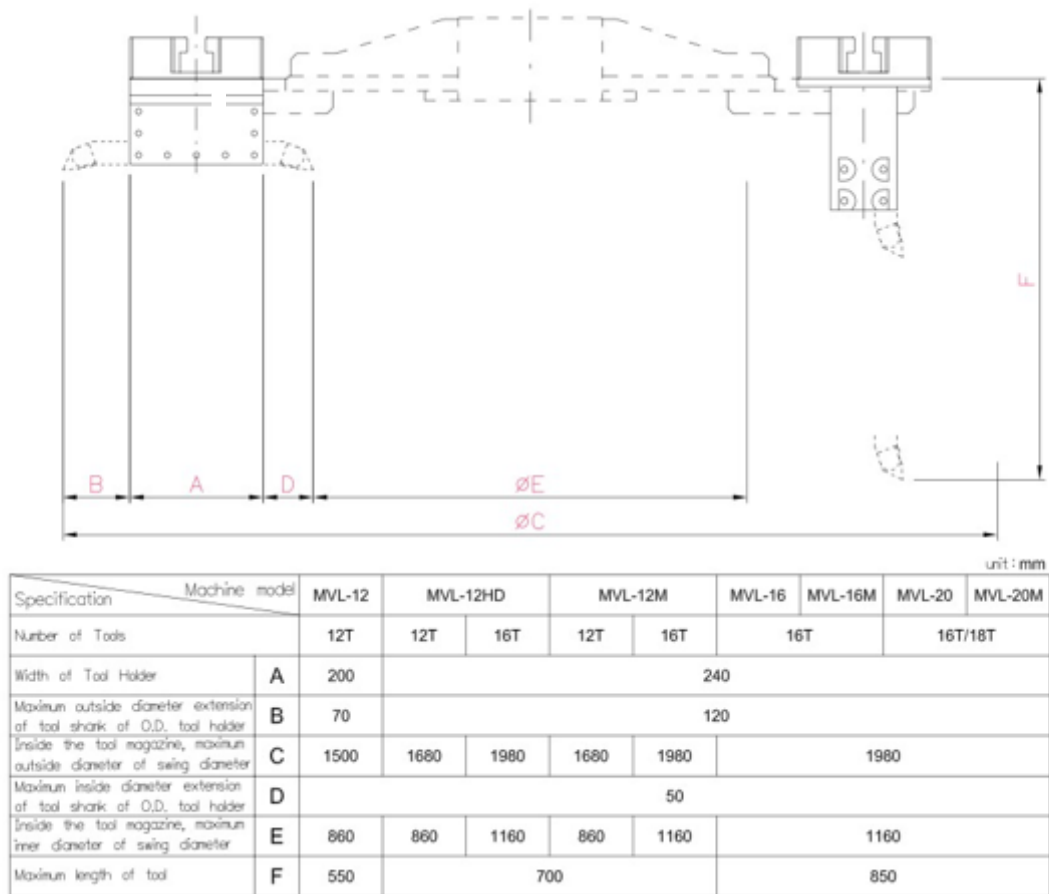 F
B A D ØE
ØC
unit : mm
Specification Machine model MVL-12 MVL-12HD MVL-12M MVL-16 MVL-16M MVL-20 MVL-20M
Number of Tools 12T 12T 16T 12T 16T 16T 16T/18T
Width of Tool Holder A 200 240
Maximum outside diameter extension
of tool shank of O.D. tool holder B 70 120
Inside the tool magazine, maximum
outside diameter of swing diameter C 1500 1680 1980 1680 1980 1980
Maximum inside diameter extension
of tool shank of O.D. tool holder D 50
Inside the tool magazine, maximum
inner diameter of swing diameter E 860 860 1160 860 1160 1160
Maximum length of tool F 550 700 850